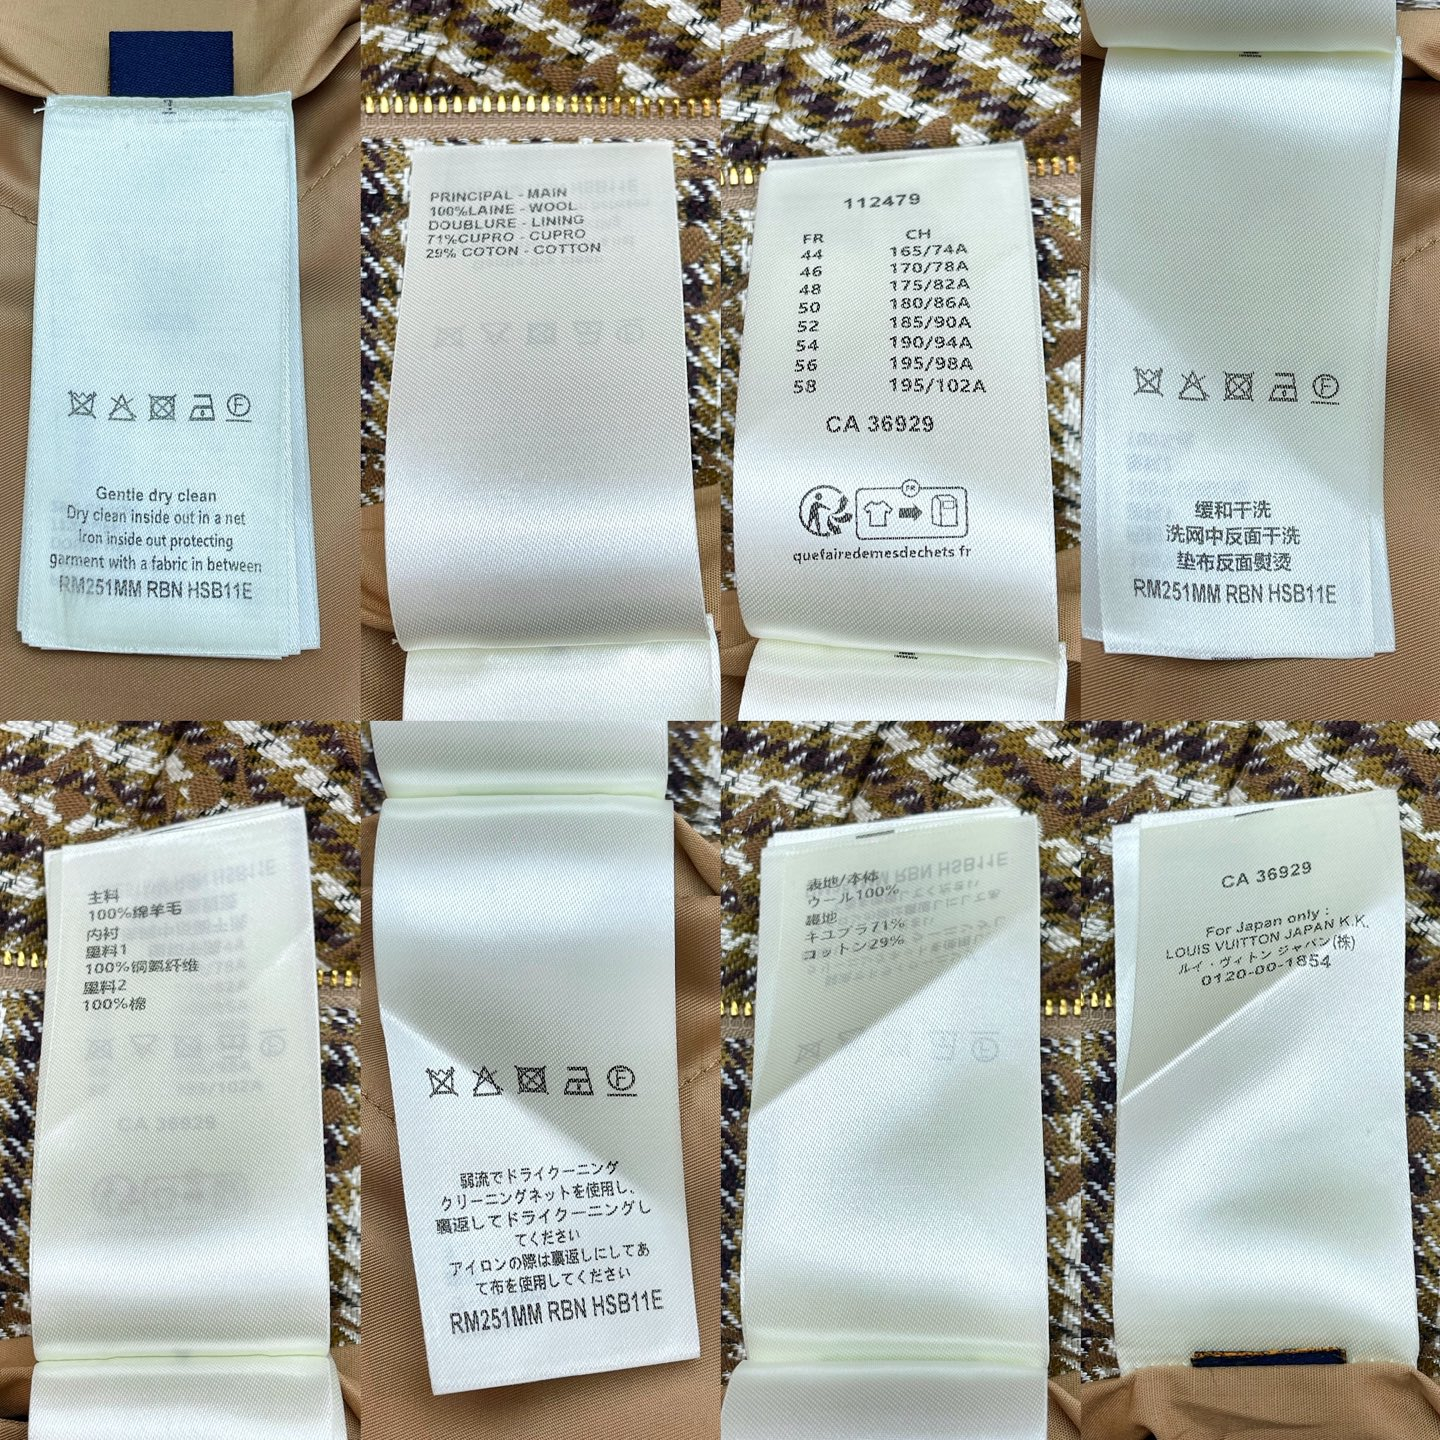 Gentle dry clean
Dry clean inside out in a net
Iron inside out protecting
garment with a fabric in between
RM251MM RBN HSB11E
PRINCIPAL - MAIN
100%LAINE - WOOL
DOUBLURE - LINING
71%CUPRO - CUPRO
29% COTON - COTTON
112479
FR CH
44 165/74A
46 170/78A
48 175/82A
50 180/86A
52 185/90A
54 190/94A
56 195/98A
58 195/102A
CA 36929
FR
quefairedemesdechets.fr
F
缓和干洗
洗网中反面干洗
垫布反面熨烫
RM251MM RBN HSB11E
主料
100%绵羊毛
内衬
里料1
100%铜氨纤维
里料2
100%棉
F
弱流でドライクーニング
クリーニングネットを使用し、
裏返してドライクーニングし
てください
アイロンの際は裏返しにしてあ
て布を使用してください
RM251MM RBN HSB11E
表地/本体
ウール100%
裏地
キユプラ71%
コットン29%
CA 36929
For Japan only :
LOUIS VUITTON JAPAN K.K.
ルイ・ヴィトン ジャパン(株)
0120-00-1854